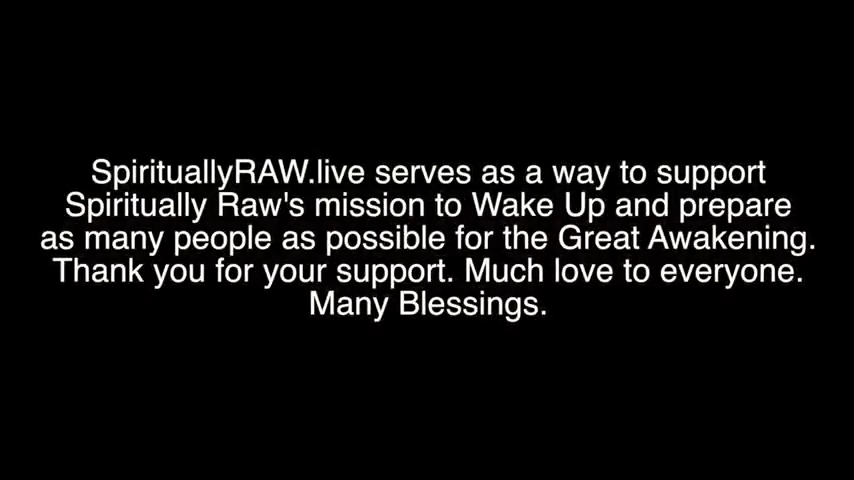 SpirituallyRAW.live serves as a way to support
Spiritually Raw's mission to Wake Up and prepare
as many people as possible for the Great Awakening.
Thank you for your support. Much love to everyone.
Many Blessings.